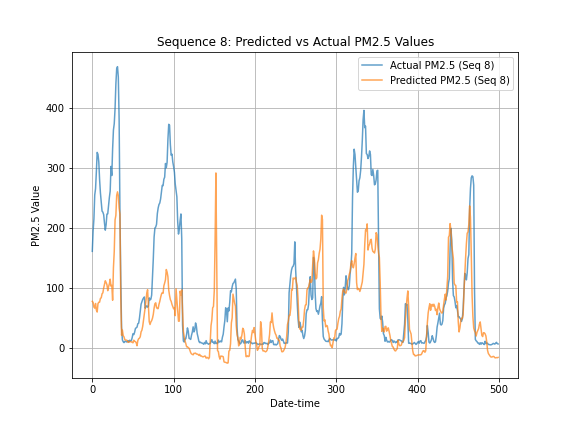 Sequence 8: Predicted vs Actual PM2.5 Values
Actual PM2.5 (Seq 8)
Predicted PM2.5 (Seq 8)
PM2.5 Value
400
300
200
100
0
0 100 200 300 400 500
Date-time